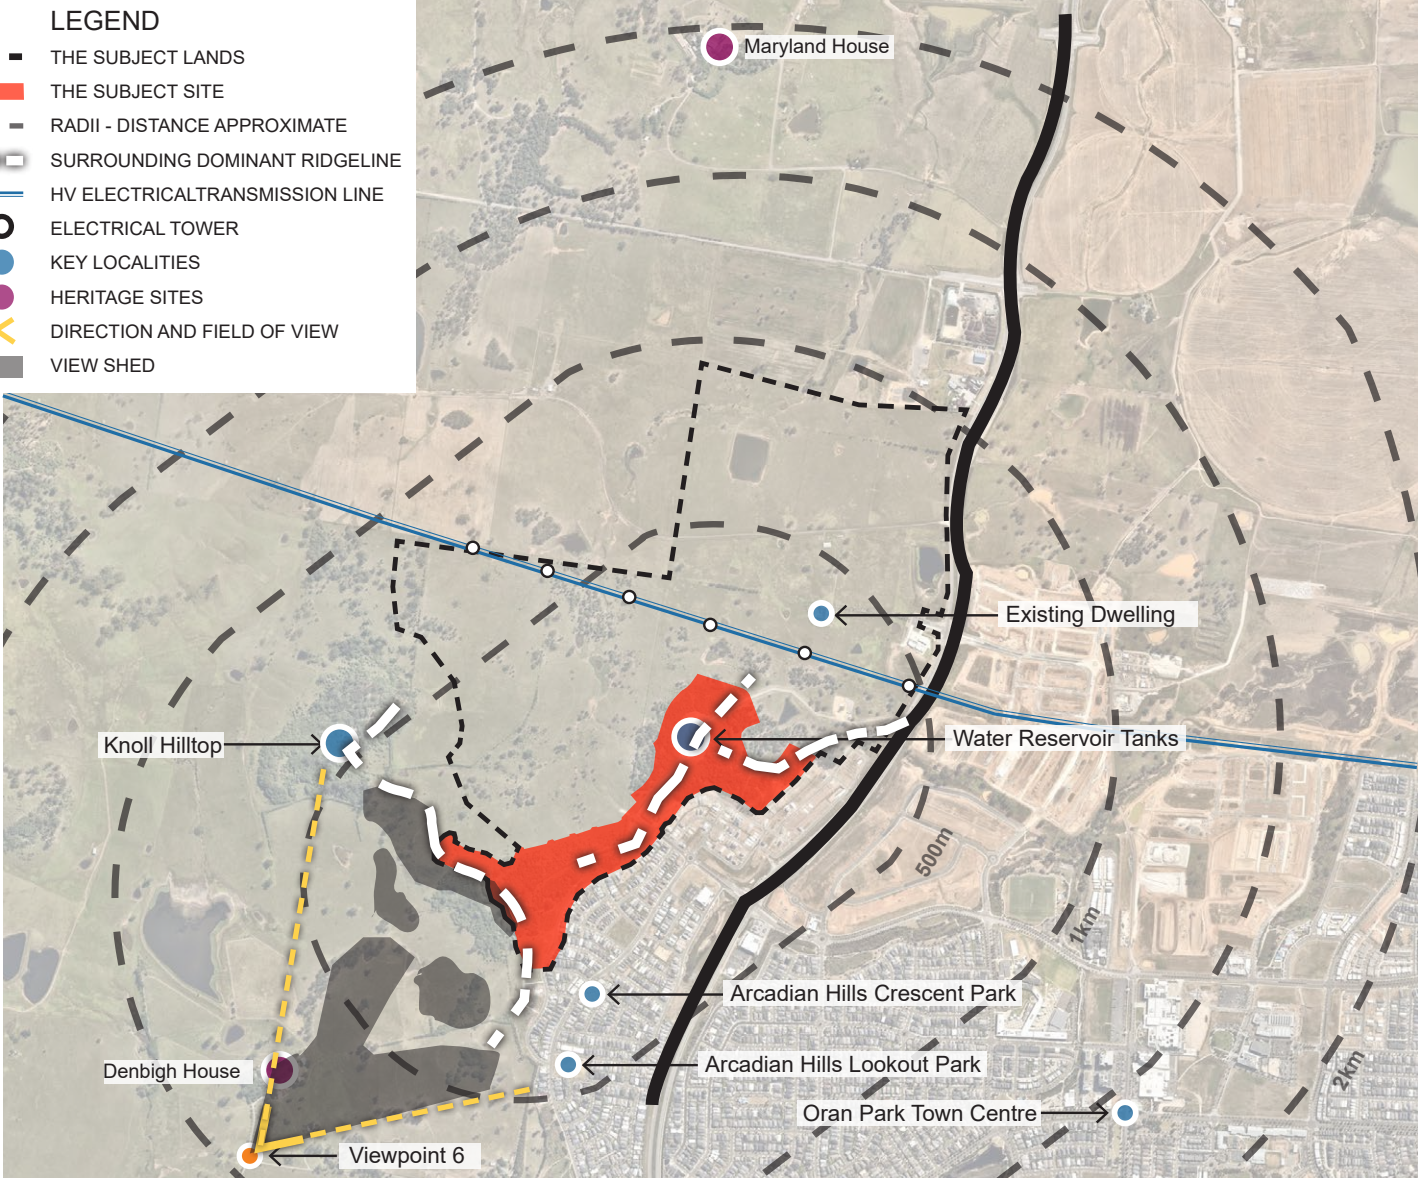 LEGEND
THE SUBJECT LANDS
THE SUBJECT SITE
RADII - DISTANCE APPROXIMATE
SURROUNDING DOMINANT RIDGELINE
HV ELECTRICALTRANSMISSION LINE
ELECTRICAL TOWER
KEY LOCALITIES
HERITAGE SITES
DIRECTION AND FIELD OF VIEW
VIEW SHED
Maryland House
Existing Dwelling
Knoll Hilltop
Water Reservoir Tanks
500m
1km
Arcadian Hills Crescent Park
Denbigh House
Arcadian Hills Lookout Park
2km
Oran Park Town Centre
Viewpoint 6